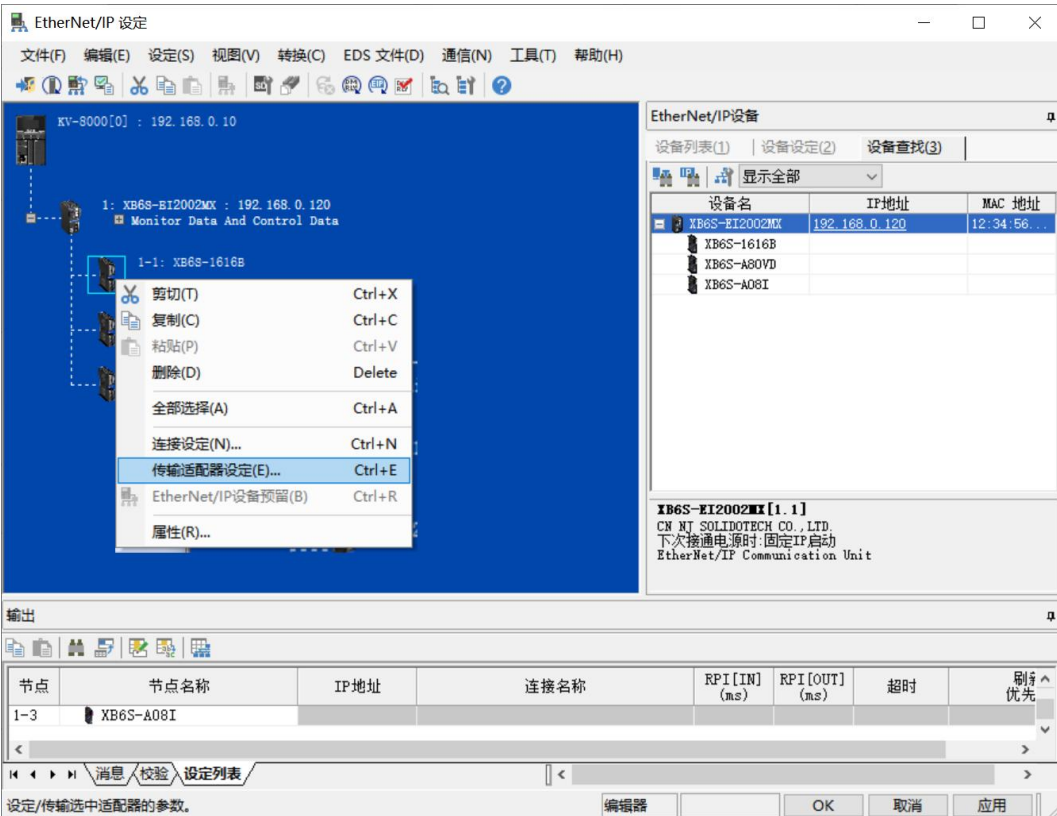 EtherNet/IP 设定
文件(F) 编辑(E) 设定(S) 视图(V) 转换(C) EDS 文件(D) 通信(N) 工具(T) 帮助(H)
KV-8000[0] : 192.168.0.10
1: XB6S-EI2002MX : 192.168.0.120
Monitor Data And Control Data
1-1: XB6S-1616B
剪切(T) Ctrl+X
复制(C) Ctrl+C
粘贴(P) Ctrl+V
删除(D) Delete
全部选择(A) Ctrl+A
连接设定(N)... Ctrl+N
传输适配器设定(E)... Ctrl+E
EtherNet/IP设备预留(B) Ctrl+R
属性(R)...
EtherNet/IP设备
设备列表(1) 设备设定(2) 设备查找(3)
显示全部
设备名 IP地址 MAC 地址
XB6S-EI2002MX 192.168.0.120 12:34:56...
XB6S-1616B
XB6S-A80VD
XB6S-A08I
XB6S-EI2002MX[1.1]
CN NJ SOLIDOTECH CO.,LTD.
下次接通电源时:固定IP启动
EtherNet/IP Communication Unit
输出
节点 节点名称 IP地址 连接名称 RPI[IN] (ms) RPI[OUT] (ms) 超时 刷新 优先
1-3 XB6S-A08I
消息 校验 设定列表
设定/传输选中适配器的参数。 编辑器 OK 取消 应用